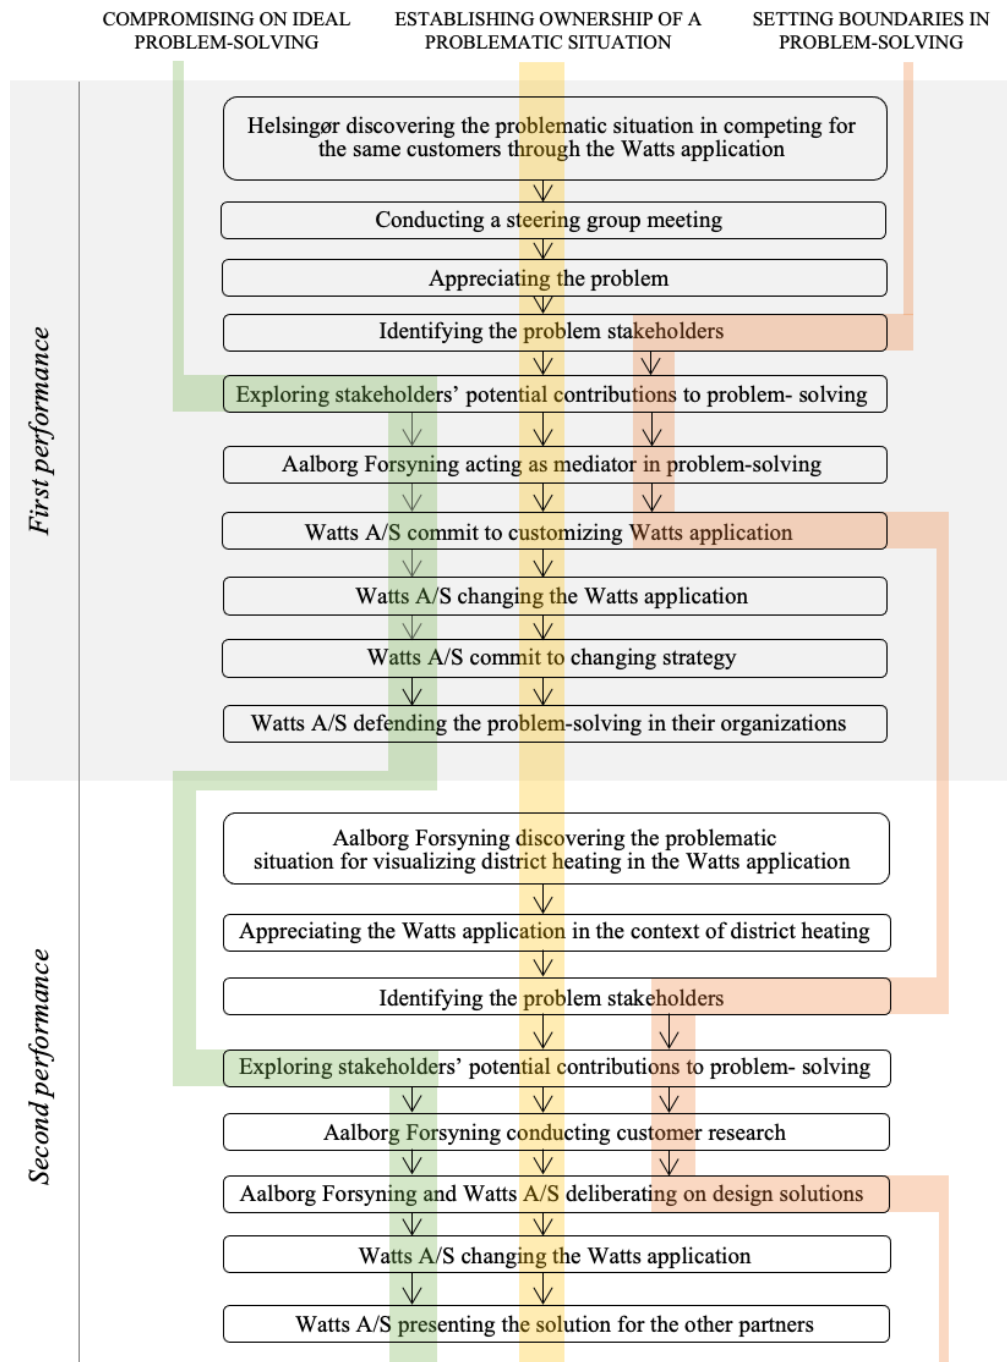 COMPROMISING ON IDEAL
PROBLEM-SOLVING
ESTABLISHING OWNERSHIP OF A
PROBLEMATIC SITUATION
SETTING BOUNDARIES IN
PROBLEM-SOLVING
First performance
Helsingør discovering the problematic situation in competing for
the same customers through the Watts application
Conducting a steering group meeting
Appreciating the problem
Identifying the problem stakeholders
Exploring stakeholders' potential contributions to problem- solving
Aalborg Forsyning acting as mediator in problem-solving
Watts A/S commit to customizing Watts application
Watts A/S changing the Watts application
Watts A/S commit to changing strategy
Watts A/S defending the problem-solving in their organizations
Second performance
Aalborg Forsyning discovering the problematic
situation for visualizing district heating in the Watts application
Appreciating the Watts application in the context of district heating
Identifying the problem stakeholders
Exploring stakeholders' potential contributions to problem- solving
Aalborg Forsyning conducting customer research
Aalborg Forsyning and Watts A/S deliberating on design solutions
Watts A/S changing the Watts application
Watts A/S presenting the solution for the other partners